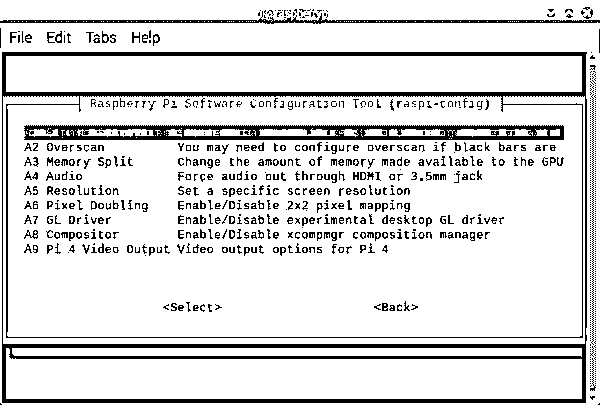 File Edit Tabs Help
Raspberry Pi Software Configuration Tool (raspi-config)
A2 Overscan You may need to configure overscan if black bars are
A3 Memory Split Change the amount of memory made available to the GPU
A4 Audio Force audio out through HDMI or 3.5mm jack
A5 Resolution Set a specific screen resolution
A6 Pixel Doubling Enable/Disable 2x2 pixel mapping
A7 GL Driver Enable/Disable experimental desktop GL driver
A8 Compositor Enable/Disable xcompmgr composition manager
A9 Pi 4 Video Output Video output options for Pi 4
<Select> <Back>